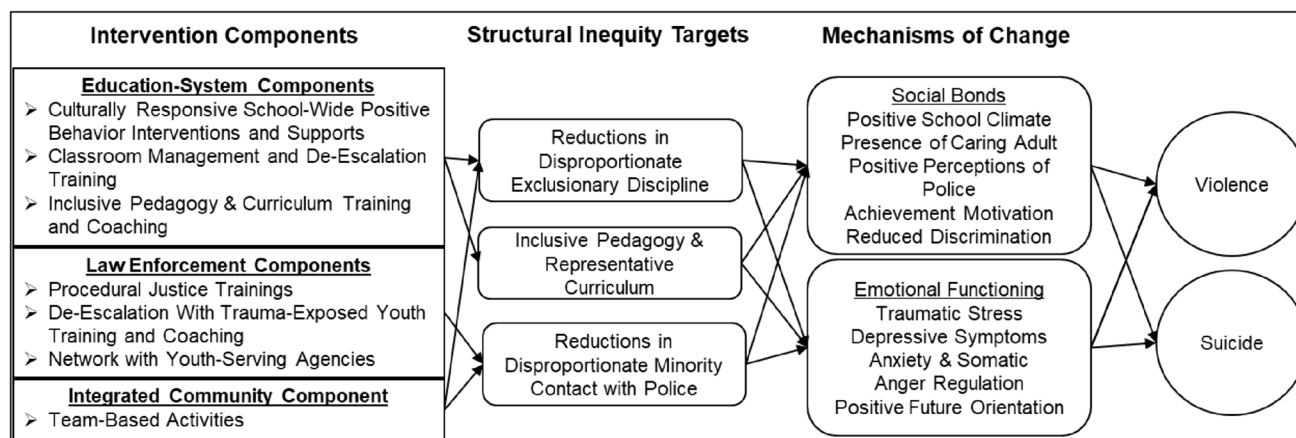 Intervention Components
Structural Inequity Targets
Mechanisms of Change
Education-System Components
➢ Culturally Responsive School-Wide Positive
Behavior Interventions and Supports
➢ Classroom Management and De-Escalation
Training
➢ Inclusive Pedagogy & Curriculum Training
and Coaching
Law Enforcement Components
➢ Procedural Justice Trainings
➢ De-Escalation With Trauma-Exposed Youth
Training and Coaching
➢ Network with Youth-Serving Agencies
Integrated Community Component
➢ Team-Based Activities
Reductions in
Disproportionate
Exclusionary Discipline
Inclusive Pedagogy &
Representative
Curriculum
Reductions in
Disproportionate Minority
Contact with Police
Social Bonds
Positive School Climate
Presence of Caring Adult
Positive Perceptions of
Police
Achievement Motivation
Reduced Discrimination
Emotional Functioning
Traumatic Stress
Depressive Symptoms
Anxiety & Somatic
Anger Regulation
Positive Future Orientation
Violence
Suicide